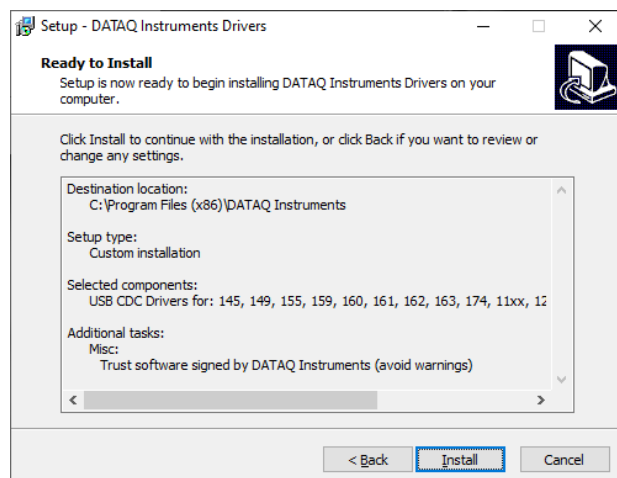 Setup - DATAQ Instruments Drivers
Ready to Install
Setup is now ready to begin installing DATAQ Instruments Drivers on your
computer.
Click Install to continue with the installation, or click Back if you want to review or
change any settings.
Destination location:
C:\Program Files (x86)\DATAQ Instruments
Setup type:
Custom installation
Selected components:
USB CDC Drivers for: 145, 149, 155, 159, 160, 161, 162, 163, 174, 11xx, 12
Additional tasks:
Misc:
Trust software signed by DATAQ Instruments (avoid warnings)
< Back
Install
Cancel